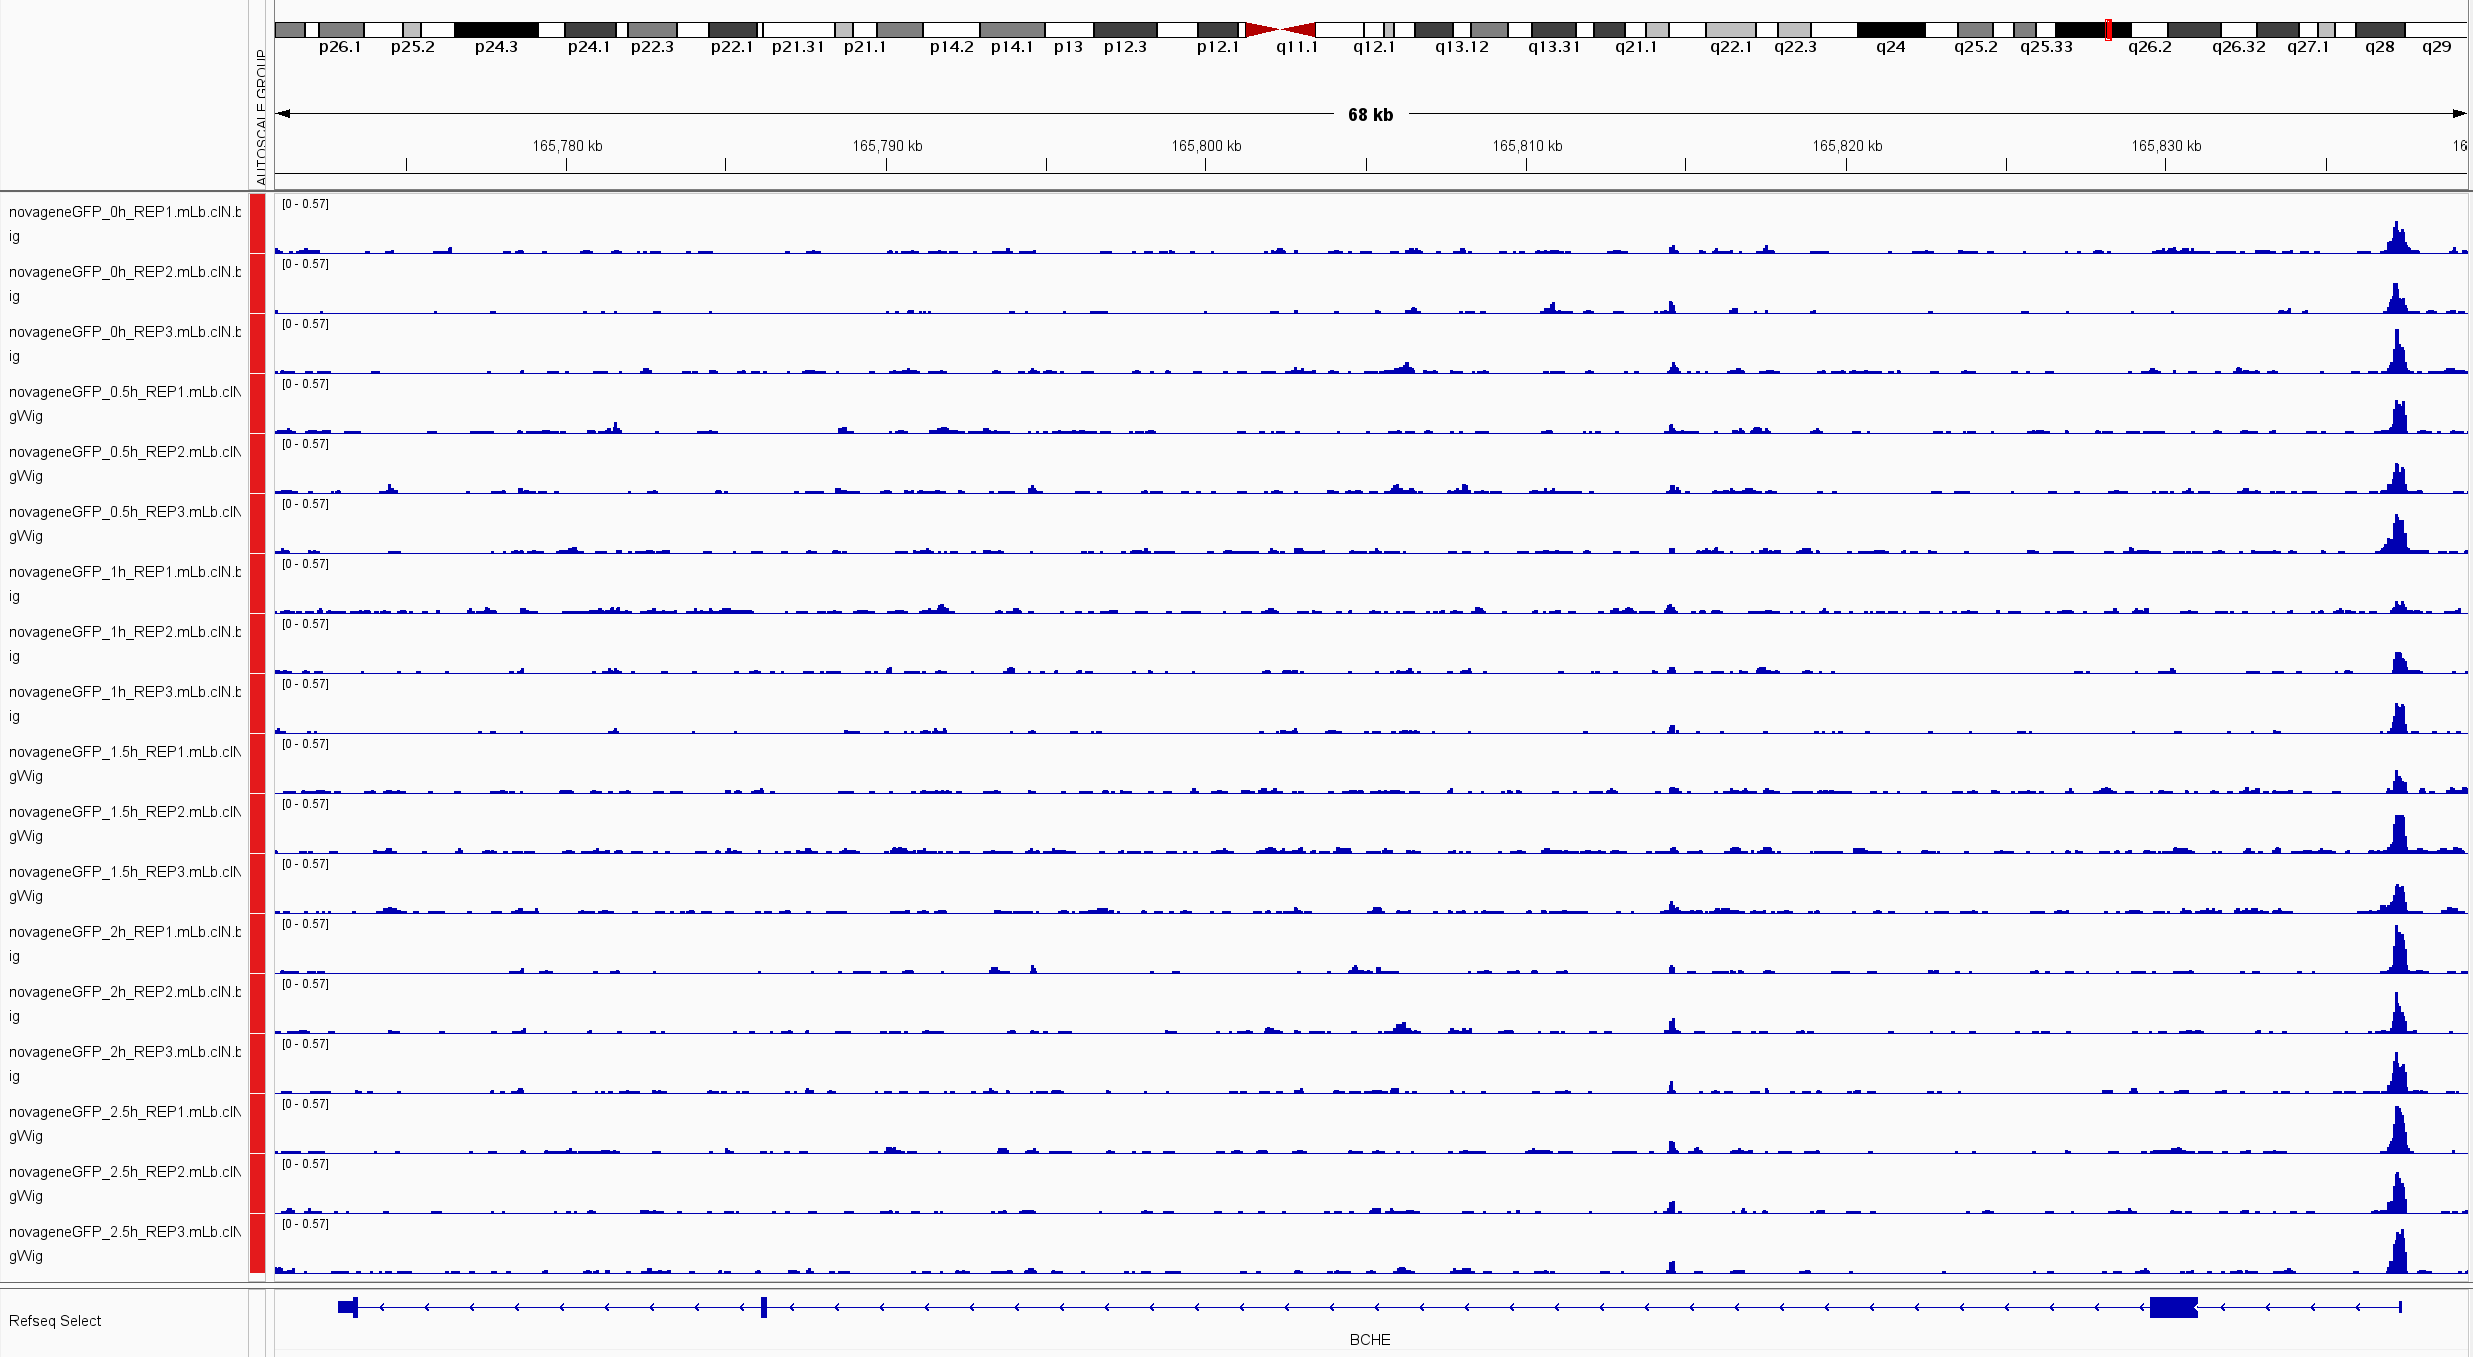 p26.1 p25.2 p24.3 p24.1 p22.3 p22.1 p21.31 p21.1 p14.2 p14.1 p13 p12.3 p12.1 q11.1 q12.1 q13.12 q13.31 q21.1 q22.1 q22.3 q24 q25.2 q25.33 q26.2 q26.32 q27.1 q28 q29
AUTOSCALE GROUP
68 kb
165,780 kb 165,790 kb 165,800 kb 165,810 kb 165,820 kb 165,830 kb 16
[0 - 0.57]
novageneGFP_0h_REP1.mLb.clN.b
ig
[0 - 0.57]
novageneGFP_0h_REP2.mLb.clN.b
ig
[0 - 0.57]
novageneGFP_0h_REP3.mLb.clN.b
ig
[0 - 0.57]
novageneGFP_0.5h_REP1.mLb.clN
gWig
[0 - 0.57]
novageneGFP_0.5h_REP2.mLb.clN
gWig
[0 - 0.57]
novageneGFP_0.5h_REP3.mLb.clN
gWig
[0 - 0.57]
novageneGFP_1h_REP1.mLb.clN.b
ig
[0 - 0.57]
novageneGFP_1h_REP2.mLb.clN.b
ig
[0 - 0.57]
novageneGFP_1h_REP3.mLb.clN.b
ig
[0 - 0.57]
novageneGFP_1.5h_REP1.mLb.clN
gWig
[0 - 0.57]
novageneGFP_1.5h_REP2.mLb.clN
gWig
[0 - 0.57]
novageneGFP_1.5h_REP3.mLb.clN
gWig
[0 - 0.57]
novageneGFP_2h_REP1.mLb.clN.b
ig
[0 - 0.57]
novageneGFP_2h_REP2.mLb.clN.b
ig
[0 - 0.57]
novageneGFP_2h_REP3.mLb.clN.b
ig
[0 - 0.57]
novageneGFP_2.5h_REP1.mLb.clN
gWig
[0 - 0.57]
novageneGFP_2.5h_REP2.mLb.clN
gWig
[0 - 0.57]
novageneGFP_2.5h_REP3.mLb.clN
gWig
Refseq Select
BCHE